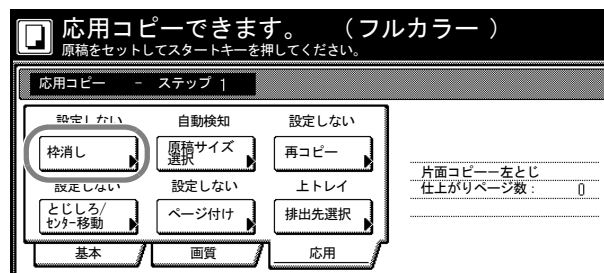 応用コピーできます。 （フルカラー ）
原稿をセットしてスタートキーを押してください。
応用コピー － ステップ 1
設定しない 自動検知 設定しない
枠消し 原稿サイズ選択 再コピー
設定しない 設定しない 上トレイ
とじしろ/センター移動 ページ付け 排出先選択
片面コピー－左とじ
仕上がりページ数： 0
基本 画質 応用